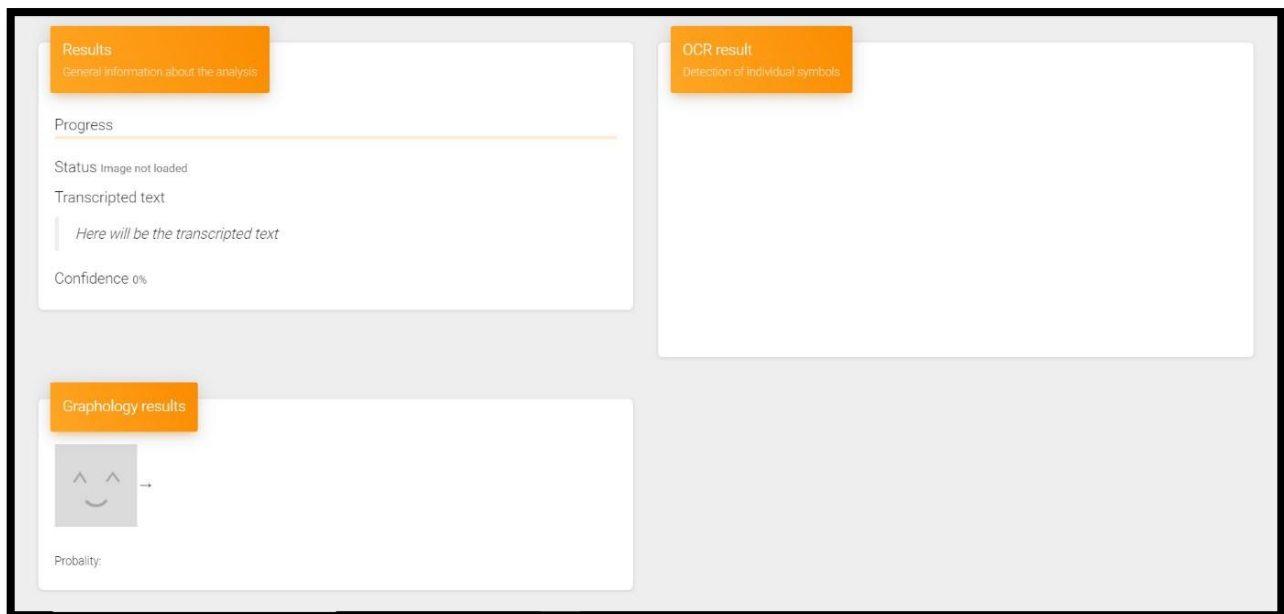 Results
General information about the analysis
Progress
Status Image not loaded
Transcripted text
Here will be the transcripted text
Confidence 0%
OCR result
Detection of individual symbols
Graphology results
→
Probality: